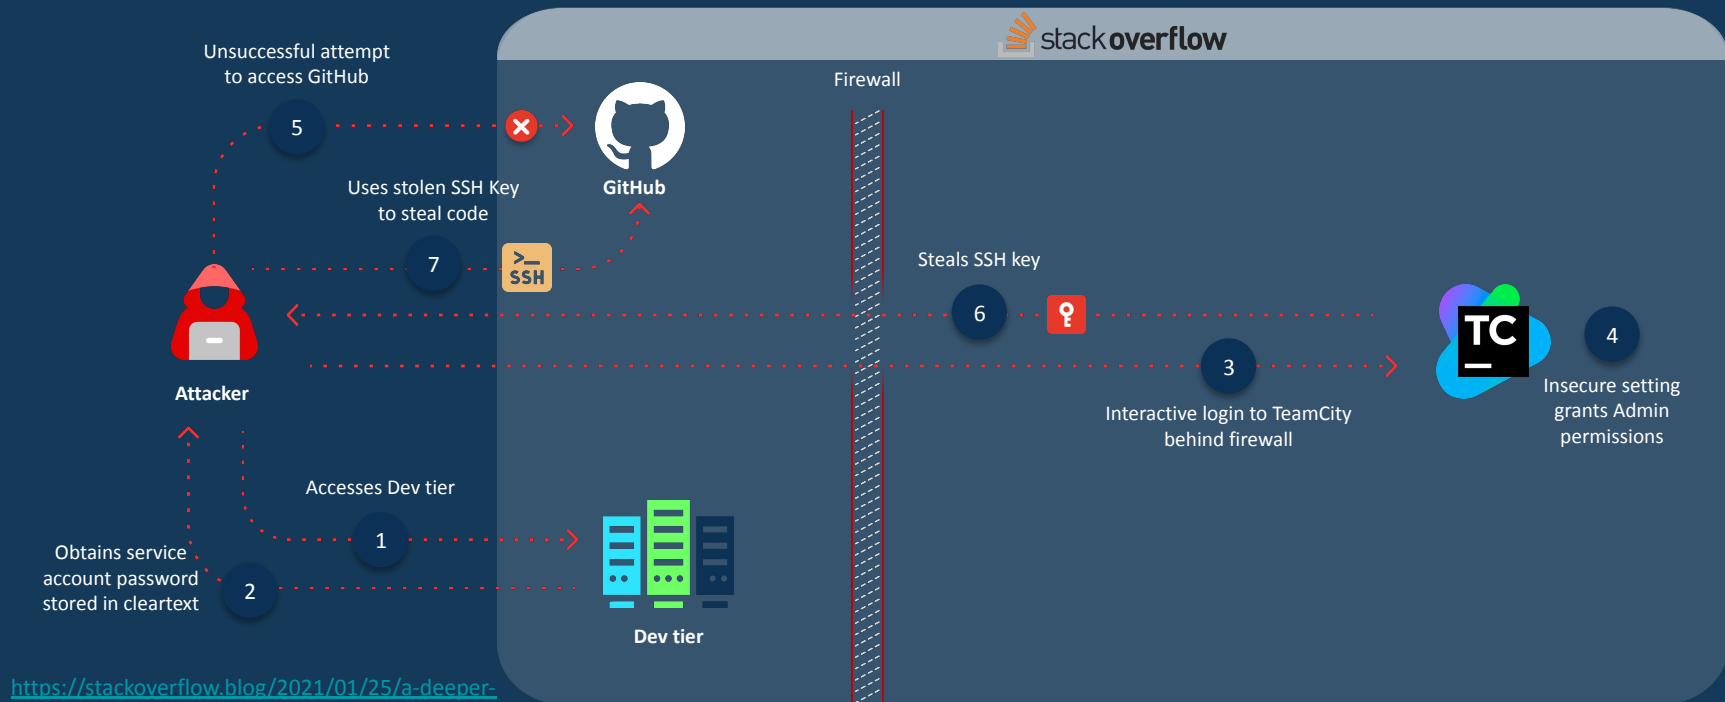 stackoverflow
Unsuccessful attempt
to access GitHub
5
GitHub
Firewall
Uses stolen SSH Key
to steal code
7
>_
SSH
Steals SSH key
6
TC
4
Insecure setting
grants Admin
permissions
3
Interactive login to TeamCity
behind firewall
Attacker
Accesses Dev tier
1
Obtains service
account password
stored in cleartext
2
Dev tier
https://stackoverflow.blog/2021/01/25/a-deeper-